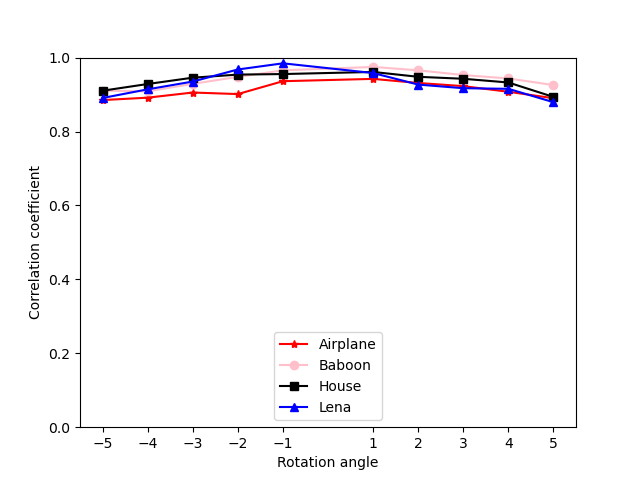 1.0
0.8
0.6
0.4
0.2
0.0
Correlation coefficient
Airplane
Baboon
House
Lena
−5 −4 −3 −2 −1 1 2 3 4 5
Rotation angle